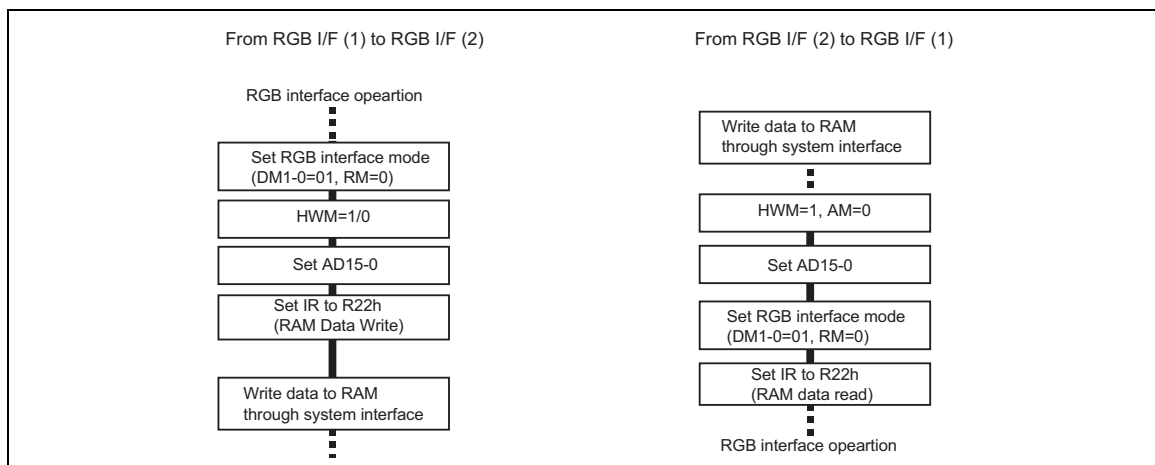 From RGB I/F (1) to RGB I/F (2)
RGB interface opeartion
Set RGB interface mode
(DM1-0=01, RM=0)
HWM=1/0
Set AD15-0
Set IR to R22h
(RAM Data Write)
Write data to RAM
through system interface
From RGB I/F (2) to RGB I/F (1)
Write data to RAM
through system interface
HWM=1, AM=0
Set AD15-0
Set RGB interface mode
(DM1-0=01, RM=0)
Set IR to R22h
(RAM data read)
RGB interface opeartion